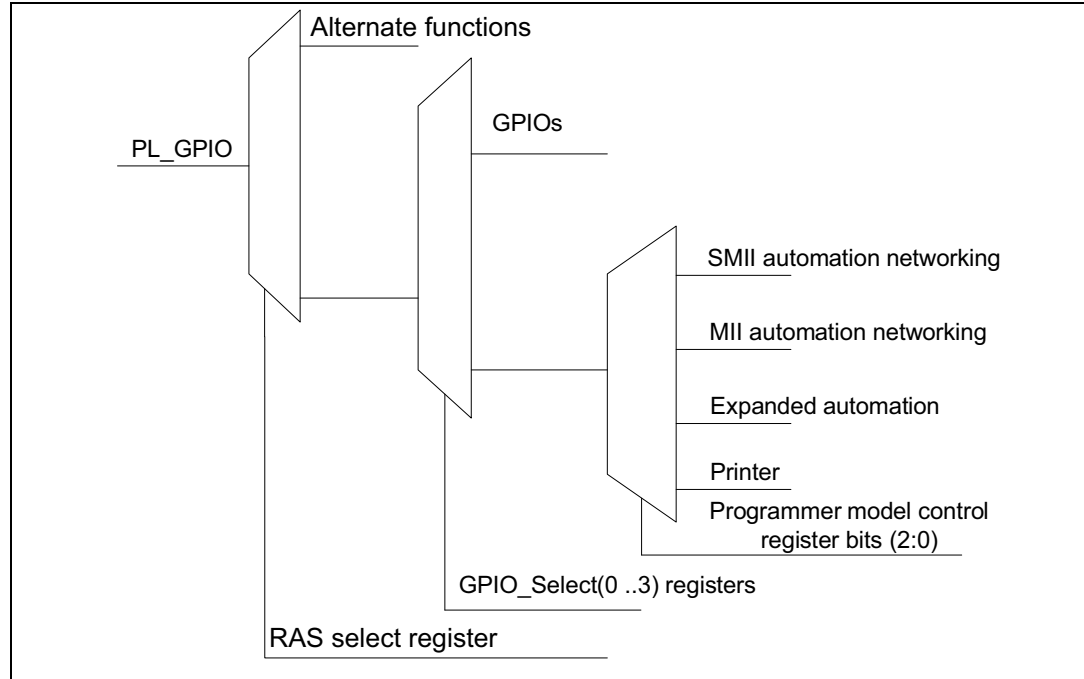 Alternate functions
GPIOs
PL_GPIO
SMII automation networking
MII automation networking
Expanded automation
Printer
Programmer model control
register bits (2:0)
GPIO_Select(0 ..3) registers
RAS select register